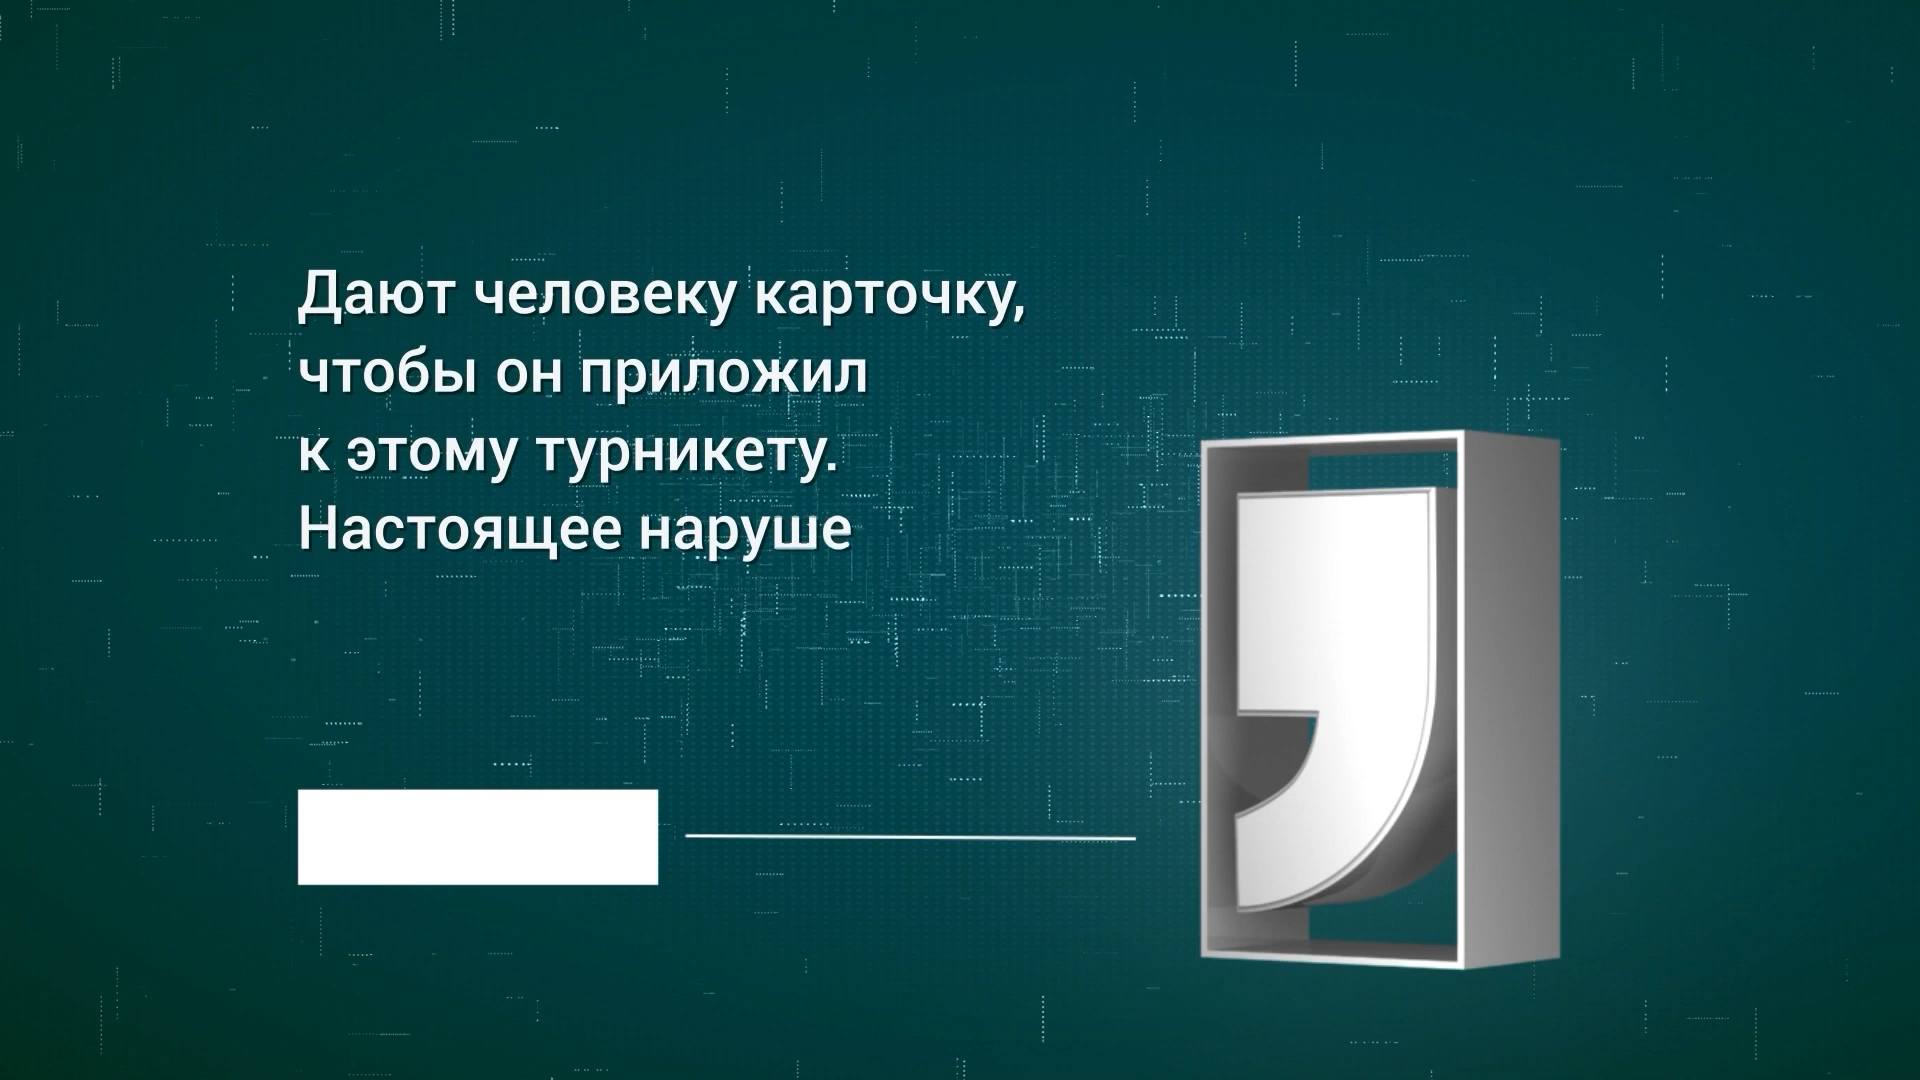 Дают человеку карточку,
чтобы он приложил
к этому турникету.
Настоящее наруше